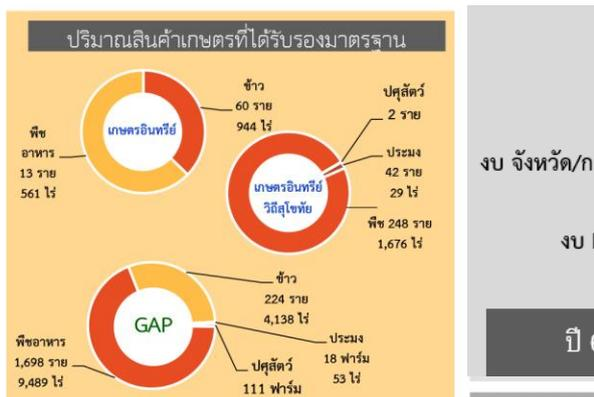 ปริมาณสินค้าเกษตรที่ได้รับรองมาตรฐาน
เกษตรอินทรีย์
ข้าว
60 ราย
944 ไร่
พืช
อาหาร
13 ราย
561 ไร่
เกษตรอินทรีย์
วิถีสุโขทัย
ปศุสัตว์
2 ราย
ประมง
42 ราย
29 ไร่
พืช 248 ราย
1,676 ไร่
GAP
ข้าว
224 ราย
4,138 ไร่
ประมง
18 ฟาร์ม
53 ไร่
ปศุสัตว์
111 ฟาร์ม
พืชอาหาร
1,698 ราย
9,489 ไร่
งบ จังหวัด/ก
งบ
ปี